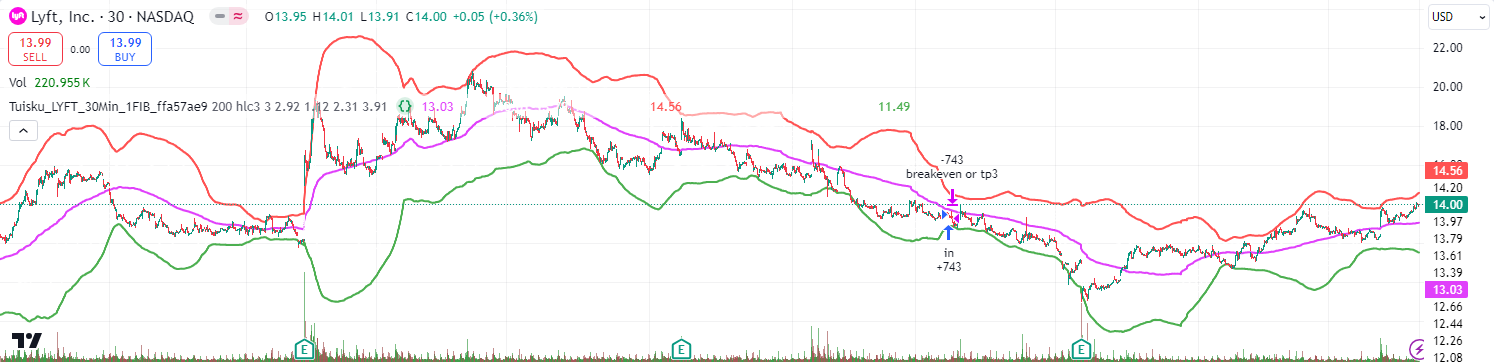 Lyft, Inc. · 30 · NASDAQ O13.95 H14.01 L13.91 C14.00 +0.05 (+0.36%)
13.99
SELL
0.00
13.99
BUY
Vol 220.955K
Tuisku_LYFT_30Min_1FIB_ffa57ae9 200 hlc3 3 2.92 1.12 2.31 3.91 {} 13.03 14.56 11.49
-743
breakeven or tp3
in
+743
E
E
E
USD
22.00
20.00
18.00
14.56
14.20
14.00
13.97
13.79
13.61
13.39
13.03
12.66
12.44
12.26
12.08